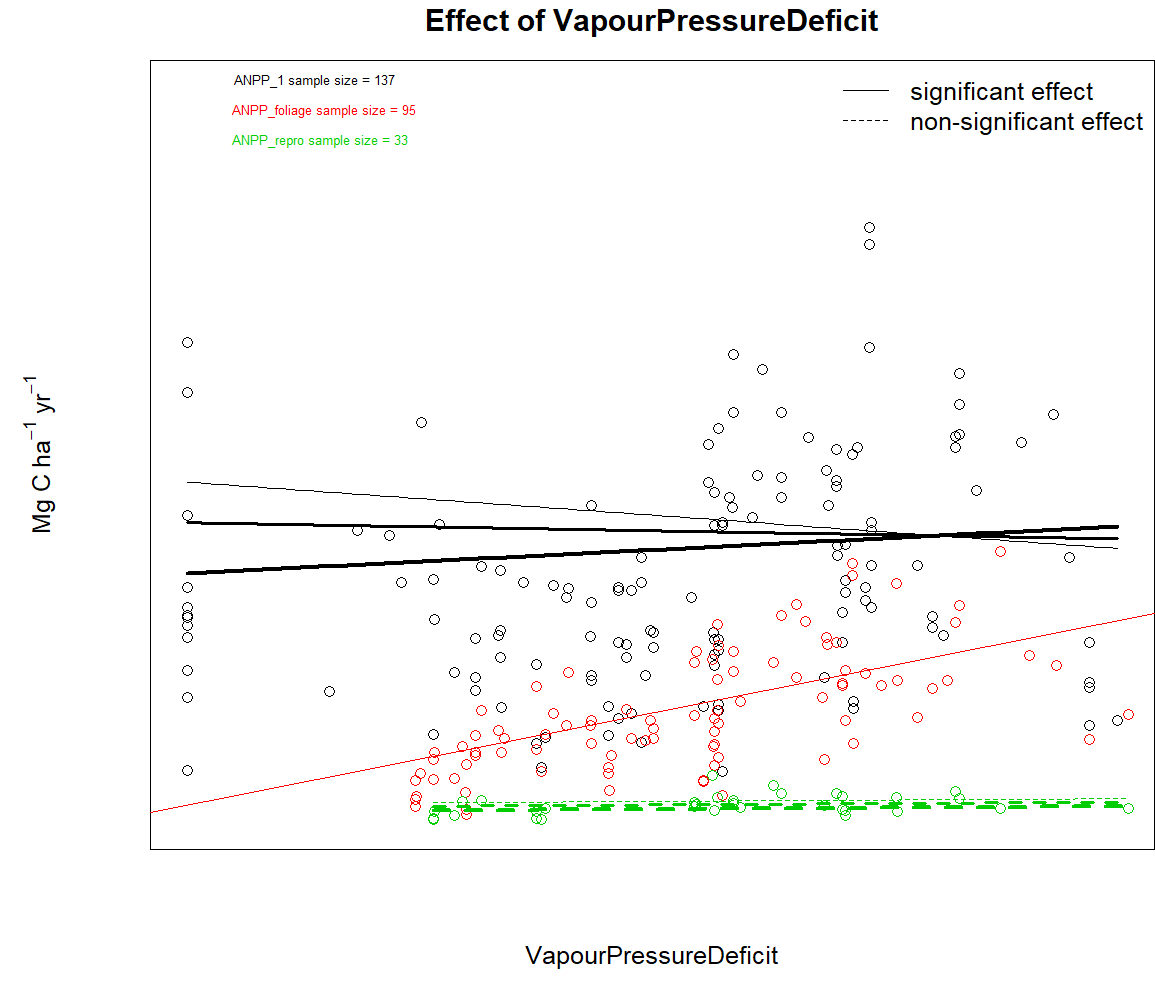 Effect of VapourPressureDeficit
ANPP_1 sample size = 137
ANPP_foliage sample size = 95
ANPP_repro sample size = 33
significant effect
non-significant effect
Mg C ha⁻¹ yr⁻¹
VapourPressureDeficit